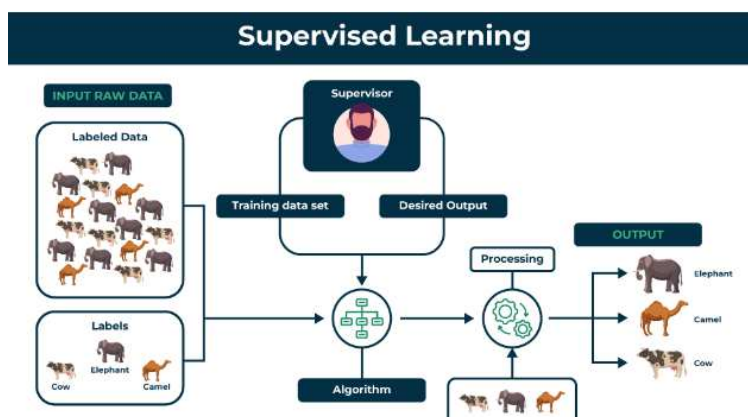 Supervised Learning
INPUT RAW DATA
Labeled Data
Labels
Cow
Elephant
Camel
Supervisor
Training data set
Desired Output
Algorithm
Processing
OUTPUT
Elephant
Camel
Cow